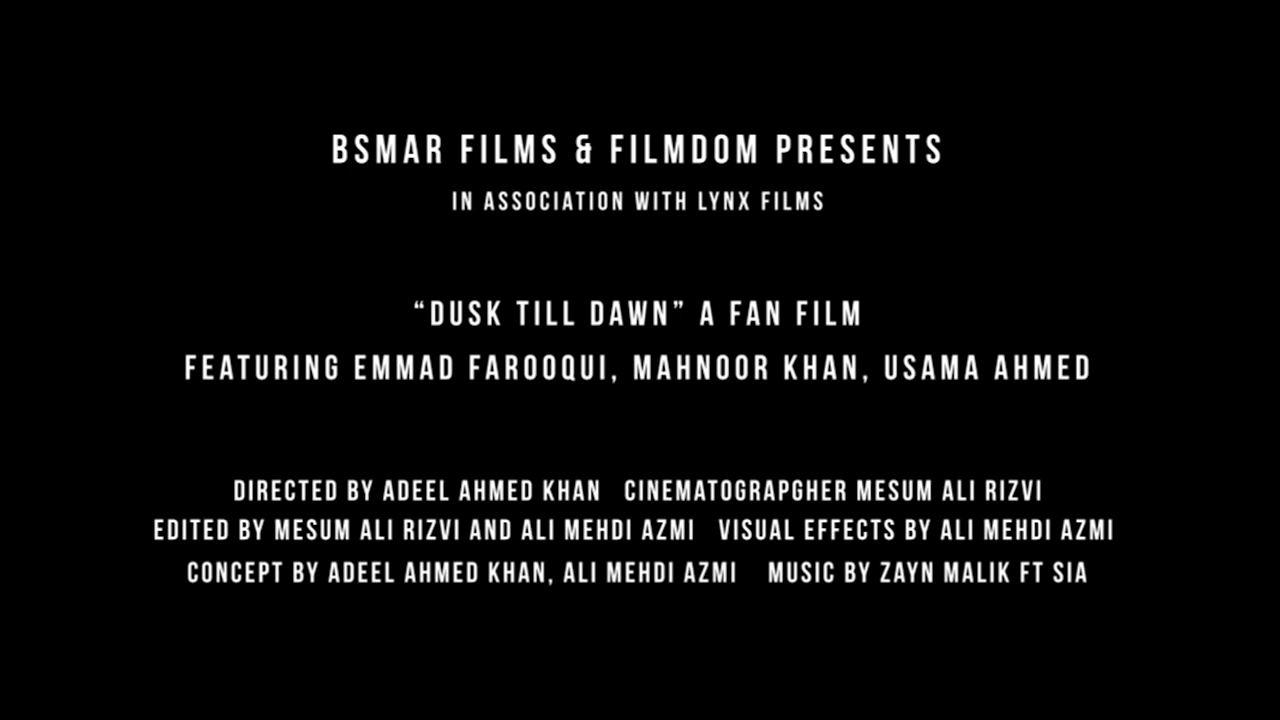 BSMAR FILMS & FILMDOM PRESENTS
IN ASSOCIATION WITH LYNX FILMS
“DUSK TILL DAWN” A FAN FILM
FEATURING EMMAD FAROOQUI, MAHNOOR KHAN, USAMA AHMED
DIRECTED BY ADEEL AHMED KHAN CINEMATOGRAPGHER MESUM ALI RIZVI
EDITED BY MESUM ALI RIZVI AND ALI MEHDI AZMI VISUAL EFFECTS BY ALI MEHDI AZMI
CONCEPT BY ADEEL AHMED KHAN, ALI MEHDI AZMI MUSIC BY ZAYN MALIK FT SIA